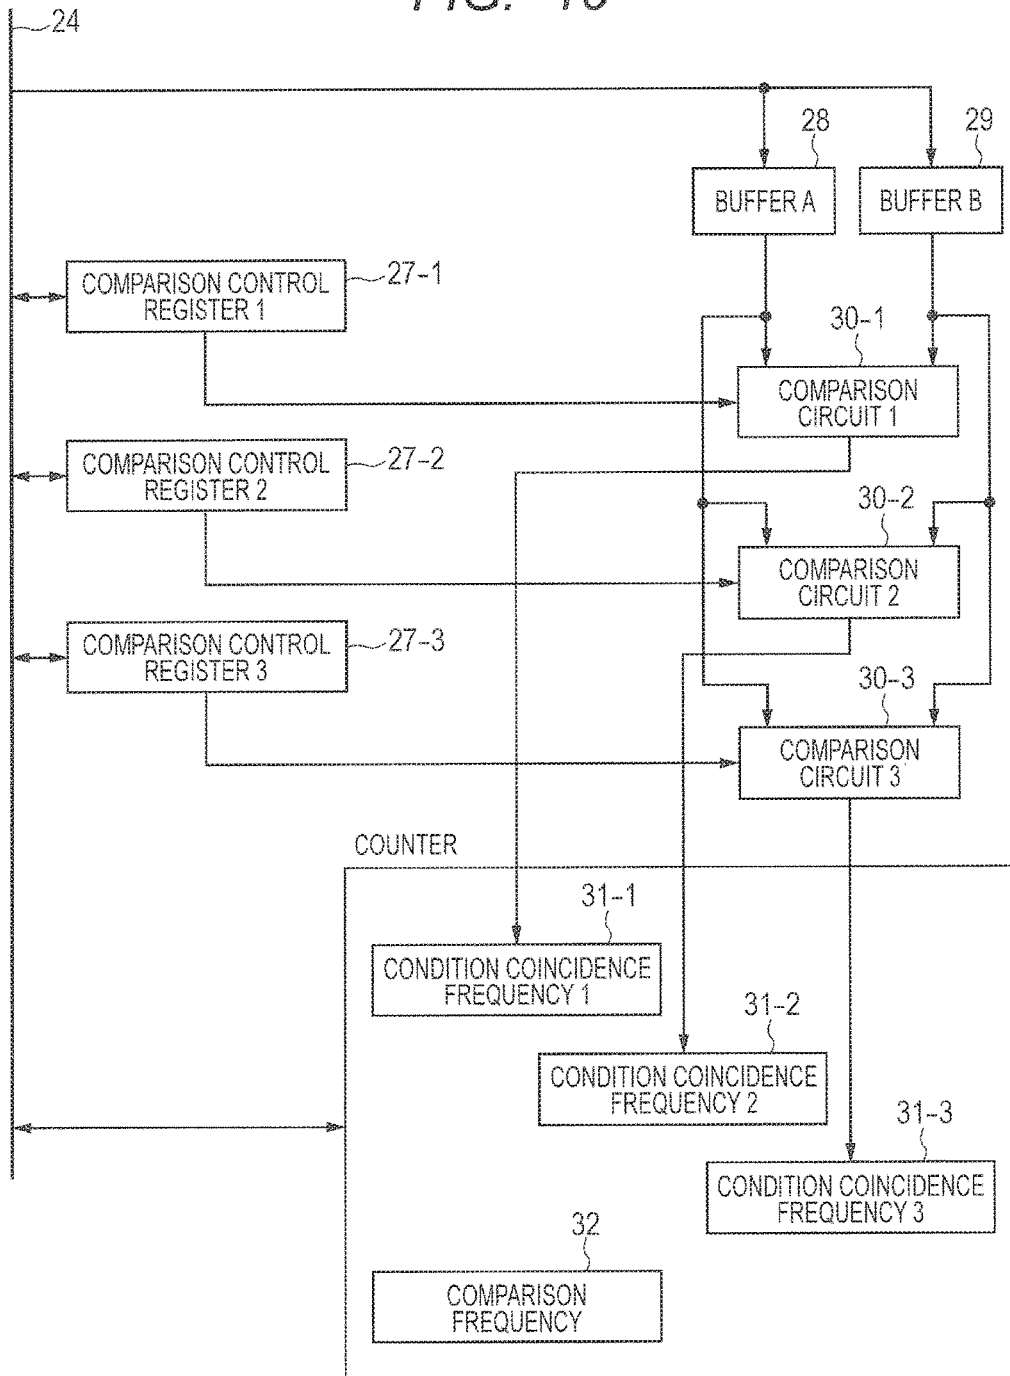 FIG.
24
28
29
BUFFER A
BUFFER B
COMPARISON CONTROL
REGISTER 1
27-1
30-1
COMPARISON
CIRCUIT 1
COMPARISON CONTROL
REGISTER 2
27-2
30-2
COMPARISON
CIRCUIT 2
COMPARISON CONTROL
REGISTER 3
27-3
30-3
COMPARISON
CIRCUIT 3
COUNTER
31-1
CONDITION COINCIDENCE
FREQUENCY 1
31-2
CONDITION COINCIDENCE
FREQUENCY 2
31-3
CONDITION COINCIDENCE
FREQUENCY 3
32
COMPARISON
FREQUENCY